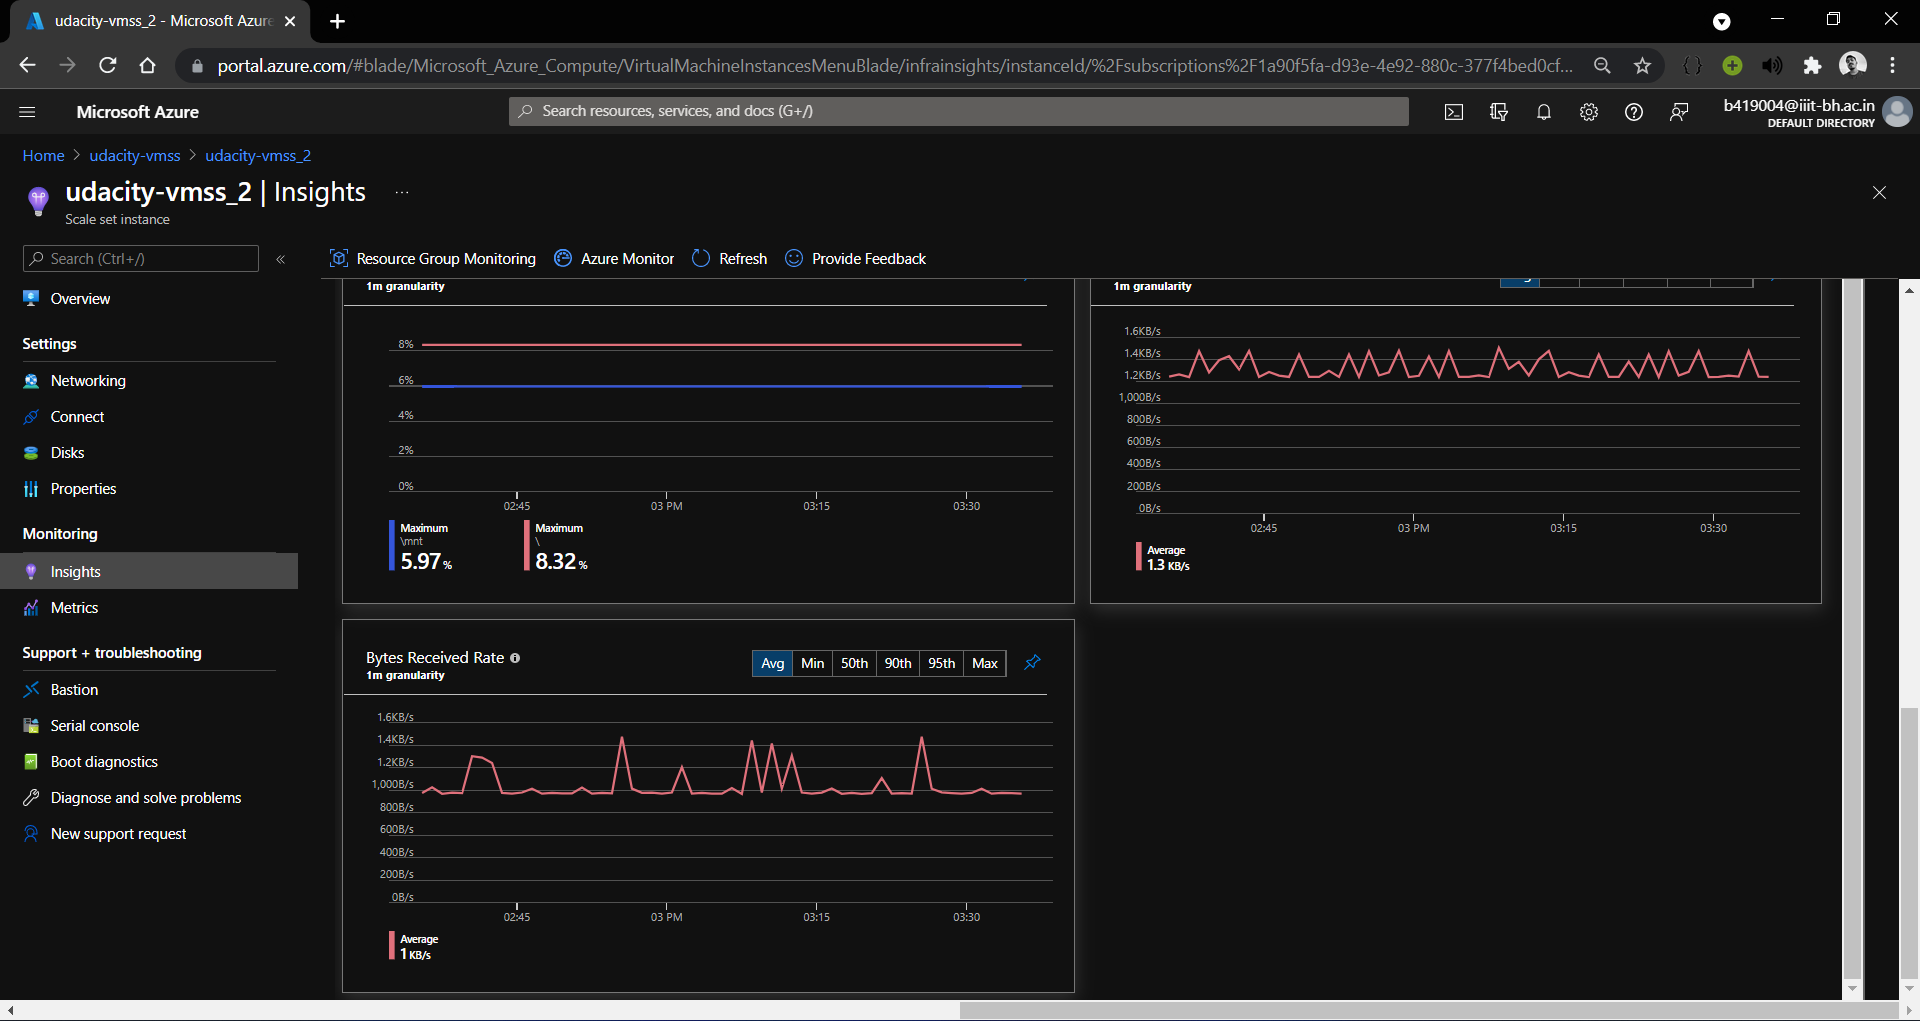 udacity-vmss_2 - Microsoft Azure
portal.azure.com/#blade/Microsoft_Azure_Compute/VirtualMachineInstancesMenuBlade/infrainsights/instanceId/%2Fsubscriptions%2F1a90f5fa-d93e-4e92-880c-377f4bed0cf...
Microsoft Azure
Search resources, services, and docs (G+/)
b419004@iiit-bh.ac.in
DEFAULT DIRECTORY
Home > udacity-vmss > udacity-vmss_2
udacity-vmss_2 | Insights ...
Scale set instance
Search (Ctrl+/)
«
Resource Group Monitoring
Azure Monitor
Refresh
Provide Feedback
Overview
Settings
Networking
Connect
Disks
Properties
Monitoring
Insights
Metrics
Support + troubleshooting
Bastion
Serial console
Boot diagnostics
Diagnose and solve problems
New support request
1m granularity
8%
6%
4%
2%
0%
02:45 03 PM 03:15 03:30
Maximum
\mnt
5.97 %
Maximum
\
8.32 %
1m granularity
1.6KB/s
1.4KB/s
1.2KB/s
1,000B/s
800B/s
600B/s
400B/s
200B/s
0B/s
02:45 03 PM 03:15 03:30
Average
1.3 KB/s
Bytes Received Rate
1m granularity
Avg Min 50th 90th 95th Max
1.6KB/s
1.4KB/s
1.2KB/s
1,000B/s
800B/s
600B/s
400B/s
200B/s
0B/s
02:45 03 PM 03:15 03:30
Average
1 KB/s